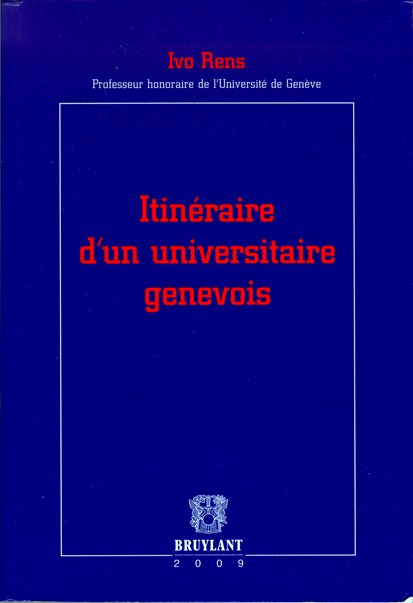 Ivo Rens
Professeur honoraire de l'Université de Genève
Itinéraire
d'un universitaire
genevois
BRUYLANT
2 0 0 9